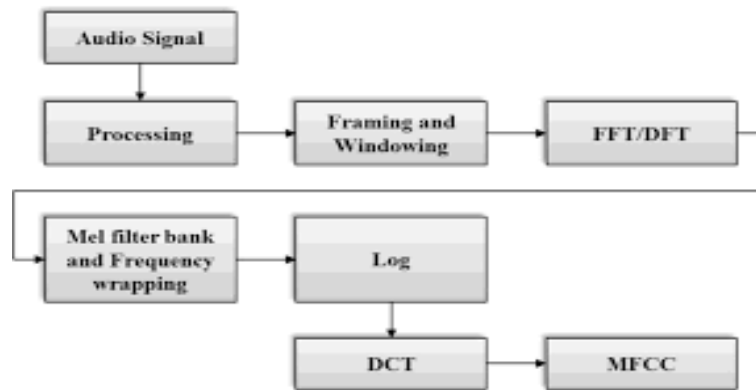 Audio Signal
Processing
Framing and
Windowing
FFT/DFT
Mel filter bank
and Frequency
wrapping
Log
DCT
MFCC